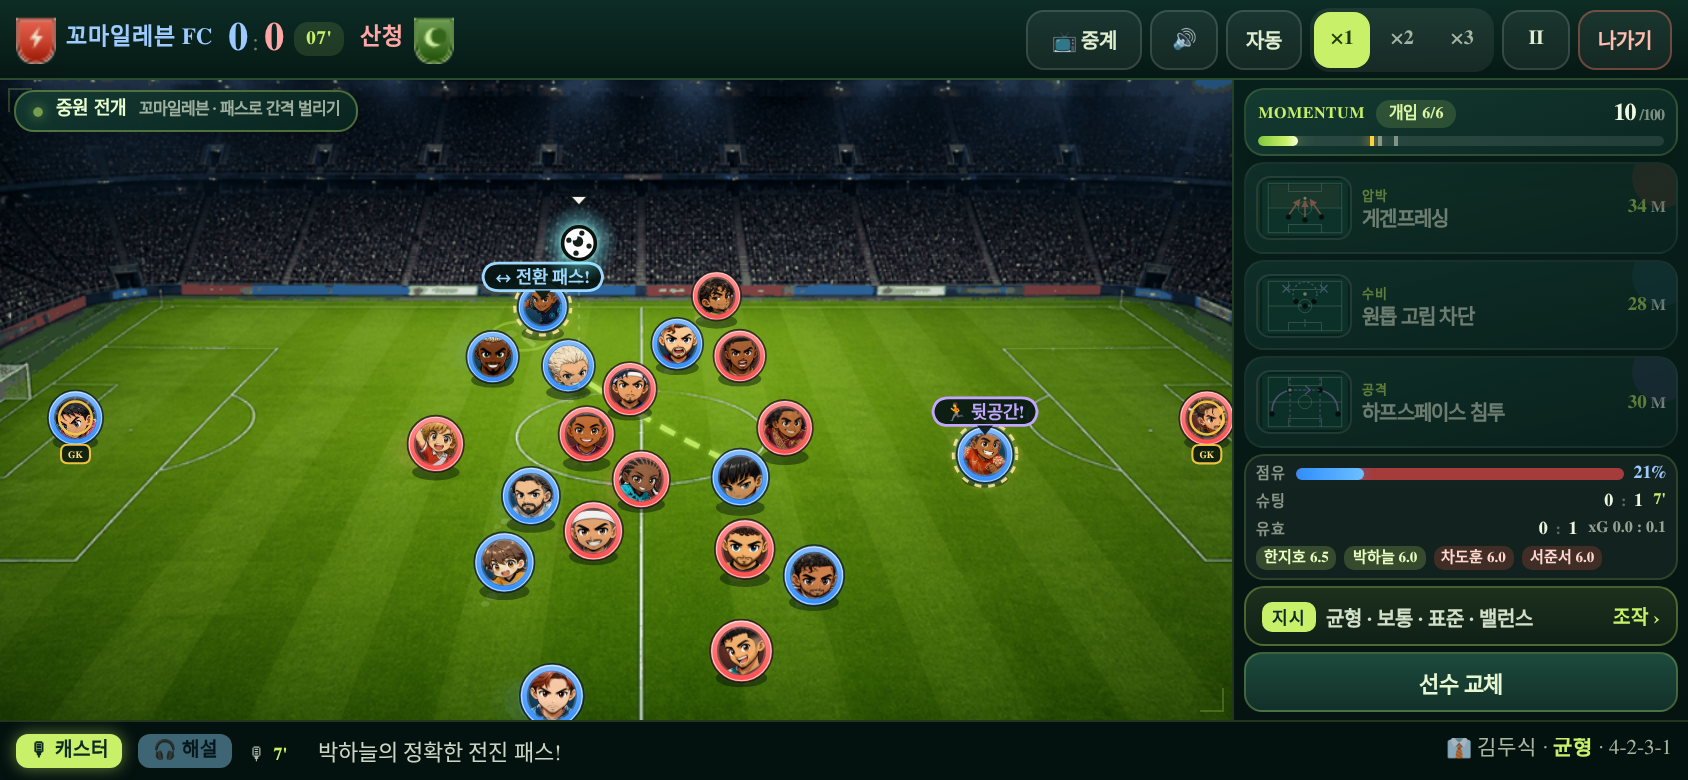 꼬마일레븐 FC 0 : 0 07' 산청
📺 중계 🔊 자동 ×1 ×2 ×3 II 나가기
중원 전개 꼬마일레븐 · 패스로 간격 벌리기
↔ 전환 패스!
🏃 뒷공간!
GK
GK
MOMENTUM 개입 6/6 10/100
압박
게겐프레싱 34 M
수비
원톱 고립 차단 28 M
공격
하프스페이스 침투 30 M
점유 21%
슈팅 0 : 1 7'
유효 0 : 1 xG 0.0 : 0.1
한지호 6.5 박하늘 6.0 차도훈 6.0 서준서 6.0
지시 균형 · 보통 · 표준 · 밸런스 조작 ›
선수 교체
🎙 캐스터 🎧 해설 🎙 7' 박하늘의 정확한 전진 패스!
👔 김두식 · 균형 · 4-2-3-1